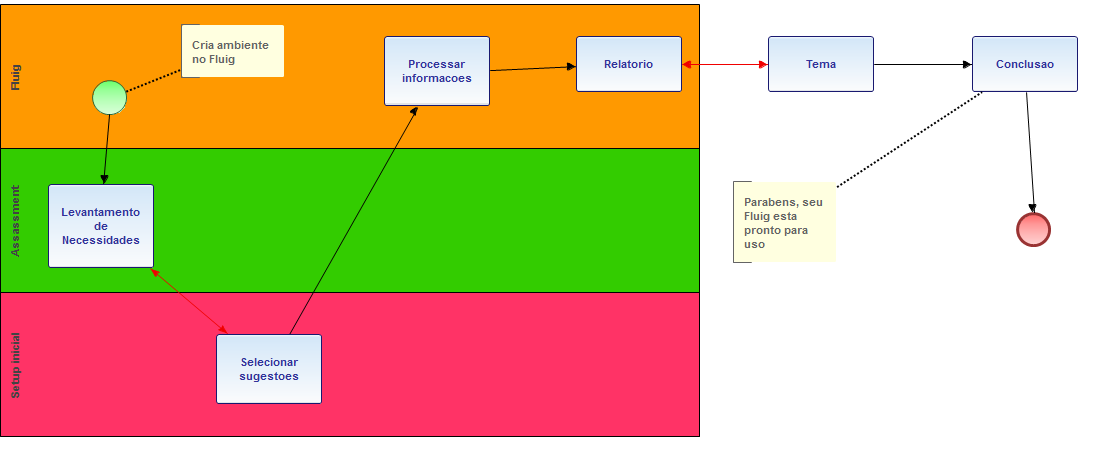 Fluig
Cria ambiente
no Fluig
Processar
informacoes
Relatorio
Tema
Conclusao
Assassment
Levantamento
de
Necessidades
Parabens, seu
Fluig esta
pronto para
uso
Setup inicial
Selecionar
sugestoes